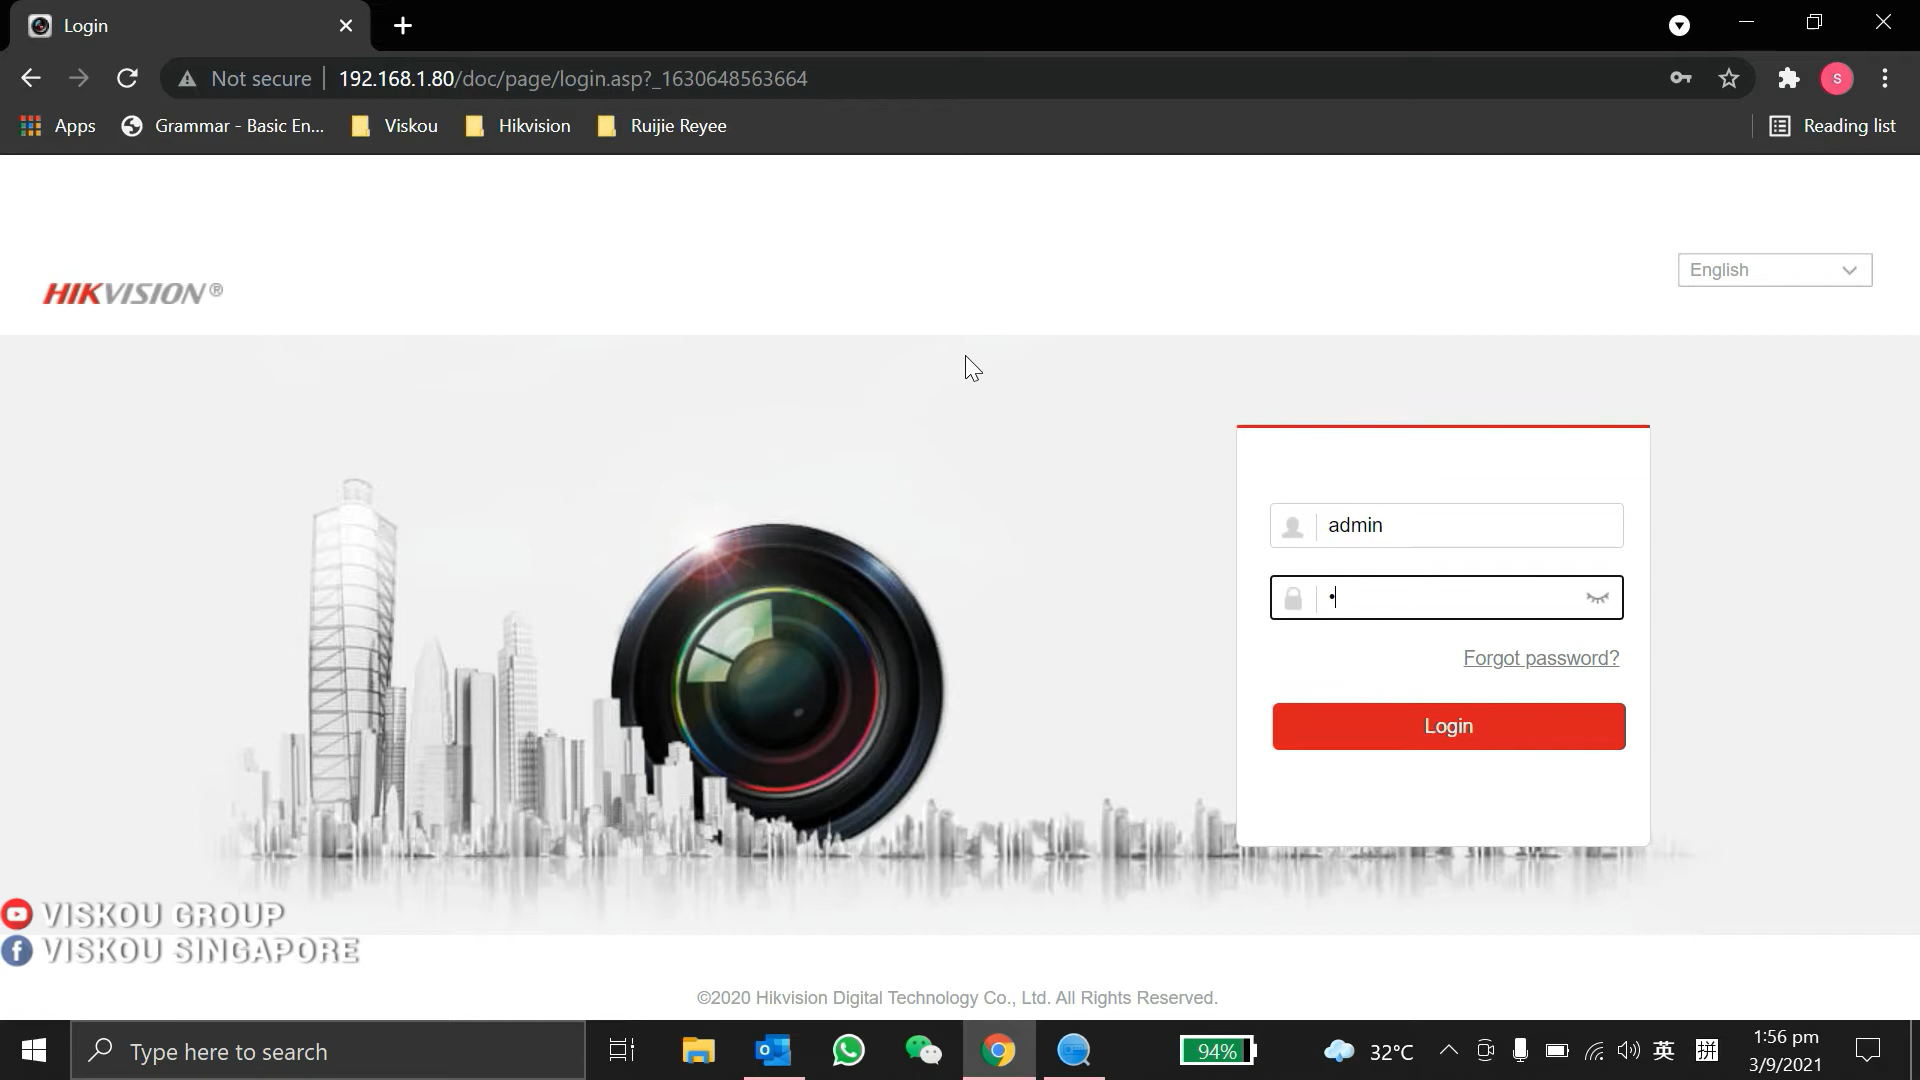 Login
Not secure
192.168.1.80/doc/page/login.asp?_1630648563664
S
Apps
Grammar - Basic En...
Viskou
Hikvision
Ruijie Reyee
Reading list
HIKVISION®
English
admin
Forgot password?
Login
VISKOU GROUP
VISKOU SINGAPORE
©2020 Hikvision Digital Technology Co., Ltd. All Rights Reserved.
Type here to search
94%
32°C
英
拼
1:56 pm
3/9/2021